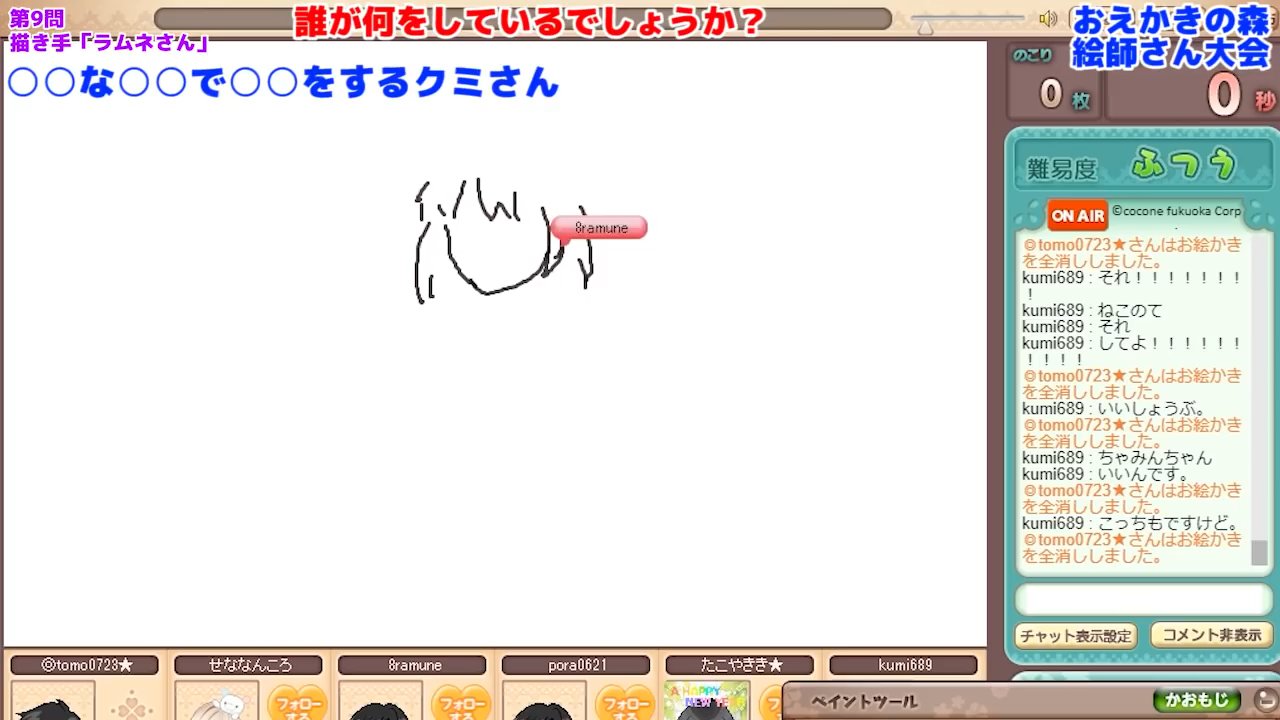 第9問
描き手「ラムネさん」
誰が何をしているでしょうか？
おえかきの森
絵師さん大会
○○な○○で○○をするクミさん
のこり
0枚
0秒
難易度 ふつう
ON AIR ©cocone fukuoka Corp
.
◎tomo0723★さんはお絵かき
を全消ししました。
kumi689 : それ！！！！！！！
！
kumi689 : ねこのて
kumi689 : それ
kumi689 : してよ！！！！！！
！！！！
◎tomo0723★さんはお絵かき
を全消ししました。
kumi689 : いいしょうぶ。
◎tomo0723★さんはお絵かき
を全消ししました。
kumi689 : ちゃみんちゃん
kumi689 : いいんです。
◎tomo0723★さんはお絵かき
を全消ししました。
kumi689 : こっちもですけど。
◎tomo0723★さんはお絵かき
を全消ししました。
8ramune
チャット表示設定
コメント非表示
◎tomo0723★
せななんころ
8ramune
pora0621
たこやきき★
kumi689
フォロー
する
フォロー
する
フォロー
する
A HAPPY
NEW YE
ペイントツール
かおもじ